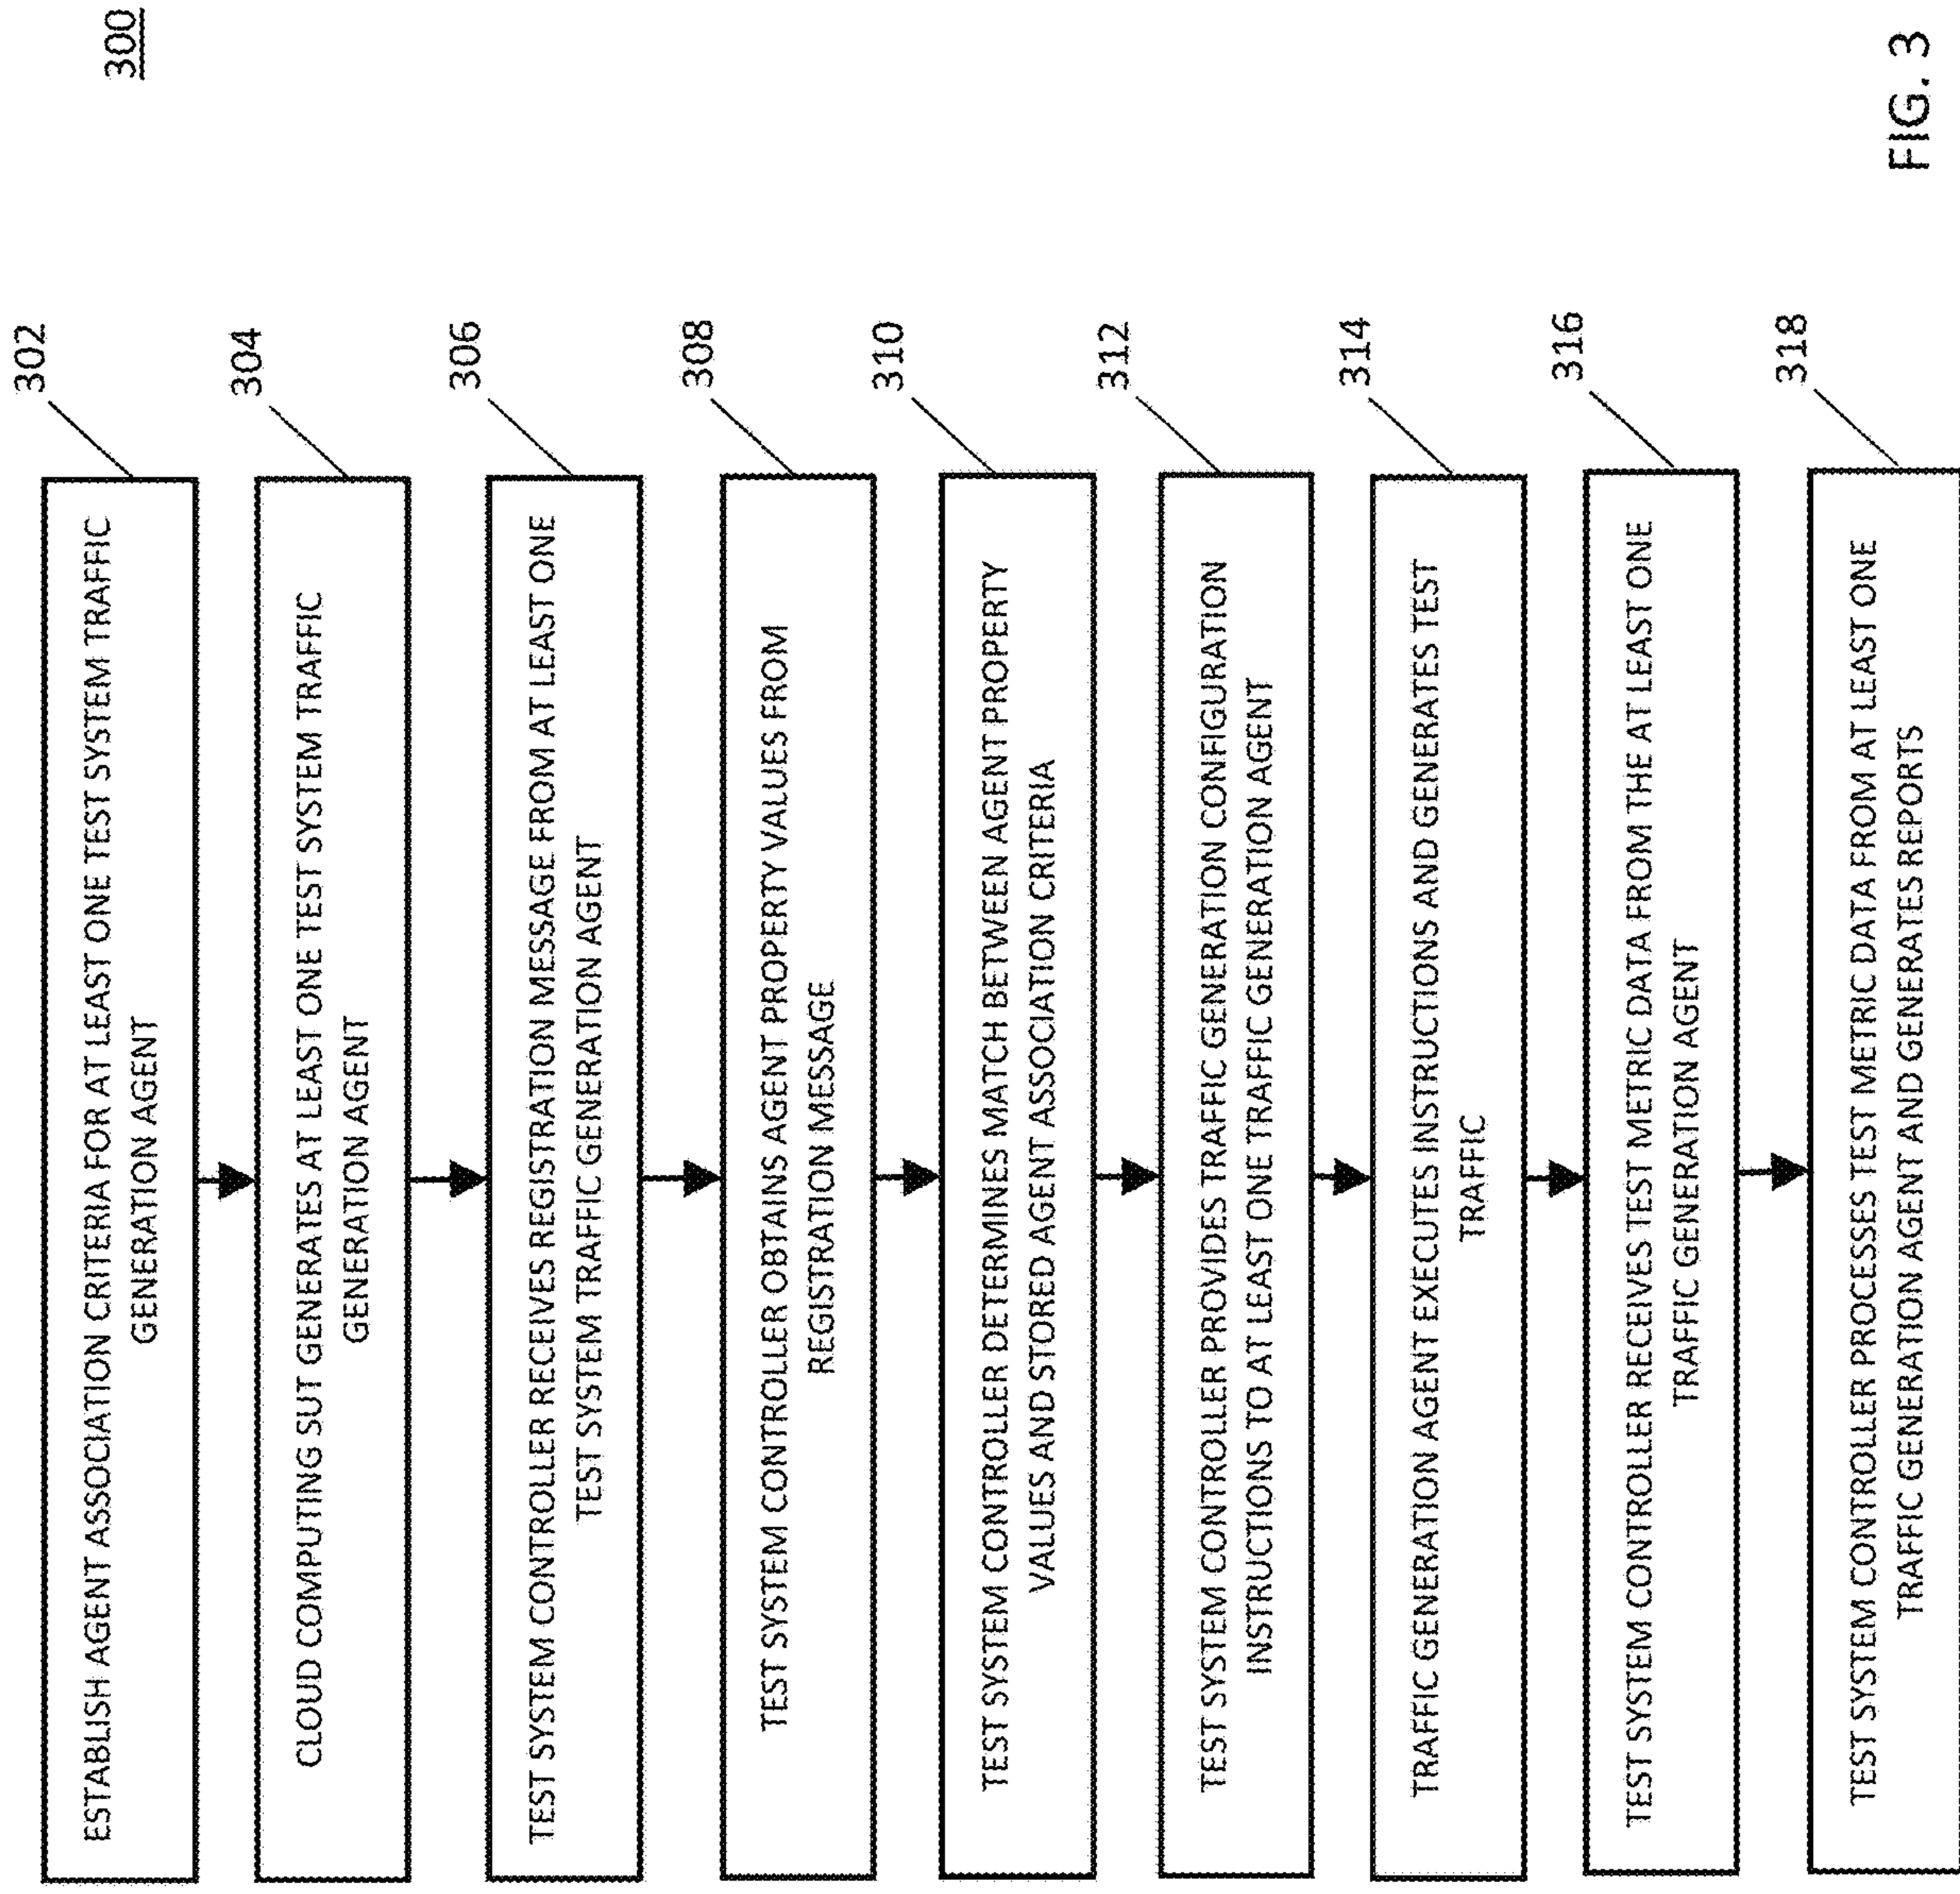 300
302
ESTABLISH AGENT ASSOCIATION CRITERIA FOR AT LEAST ONE TEST SYSTEM TRAFFIC
GENERATION AGENT
304
CLOUD COMPUTING SUT GENERATES AT LEAST ONE TEST SYSTEM TRAFFIC
GENERATION AGENT
306
TEST SYSTEM CONTROLLER RECEIVES REGISTRATION MESSAGE FROM AT LEAST ONE
TEST SYSTEM TRAFFIC GENERATION AGENT
308
TEST SYSTEM CONTROLLER OBTAINS AGENT PROPERTY VALUES FROM
REGISTRATION MESSAGE
310
TEST SYSTEM CONTROLLER DETERMINES MATCH BETWEEN AGENT PROPERTY
VALUES AND STORED AGENT ASSOCIATION CRITERIA
312
TEST SYSTEM CONTROLLER PROVIDES TRAFFIC GENERATION CONFIGURATION
INSTRUCTIONS TO AT LEAST ONE TRAFFIC GENERATION AGENT
314
TRAFFIC GENERATION AGENT EXECUTES INSTRUCTIONS AND GENERATES TEST
TRAFFIC
316
TEST SYSTEM CONTROLLER RECEIVES TEST METRIC DATA FROM THE AT LEAST ONE
TRAFFIC GENERATION AGENT
318
TEST SYSTEM CONTROLLER PROCESSES TEST METRIC DATA FROM AT LEAST ONE
TRAFFIC GENERATION AGENT AND GENERATES REPORTS
FIG. 3